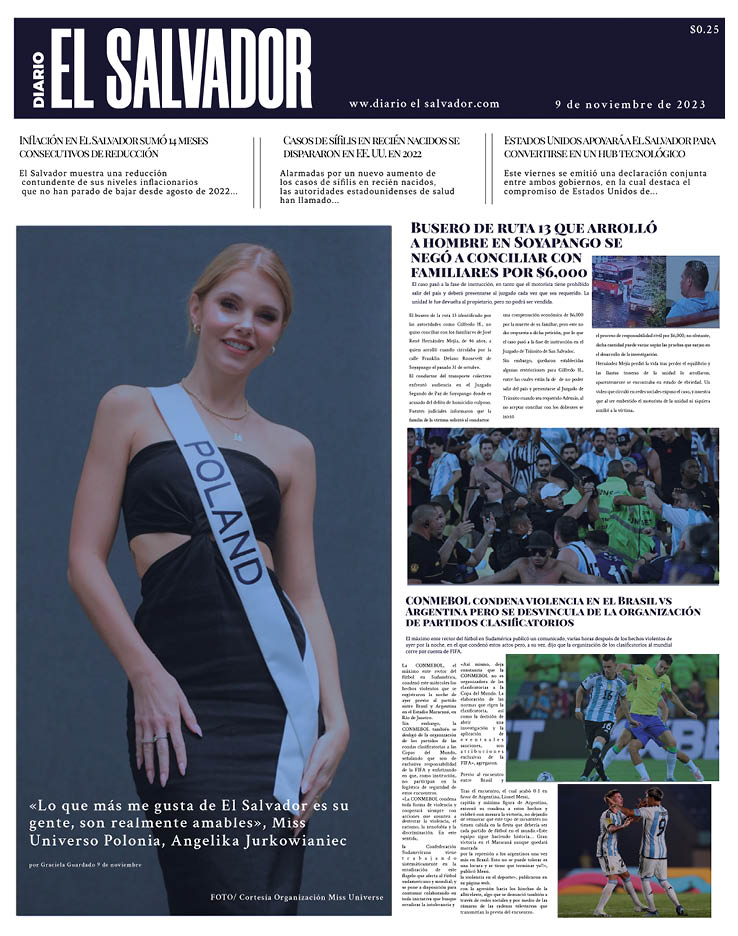 $0.25
DIARIO EL SALVADOR
ww.diario el salvador.com
9 de noviembre de 2023
Inflación en El Salvador sumó 14 meses
consecutivos de reducción
El Salvador muestra una reducción
contundente de sus niveles inflacionarios
que no han parado de bajar desde agosto de 2022...
Casos de sífilis en recién nacidos se
dispararon en EE. UU. en 2022
Alarmadas por un nuevo aumento de
los casos de sífilis en recién nacidos,
las autoridades estadounidenses de salud
han llamado...
Estados Unidos apoyará a El Salvador para
convertirse en un hub tecnológico
Este viernes se emitió una declaración conjunta
entre ambos gobiernos, en la cual destaca el
compromiso de Estados Unidos de...
POLAND
«Lo que más me gusta de El Salvador es su
gente, son realmente amables», Miss
Universo Polonia, Angelika Jurkowaniec
por Graciela Guardado 9 de noviembre
FOTO/ Cortesía Organización Miss Universe
Busero de ruta 13 que arrolló
a hombre en Soyapango se
negó a conciliar con
familiares por $6,000
El caso pasó a la fase de instrucción, en tanto que el motorista tiene prohibido
salir del país y deberá presentarse al juzgado cada vez que sea requerido. La
unidad le fue devuelta al propietario, pero no podrá ser vendida.
El busero de la ruta 13 identificado por
las autoridades como Gilfredo H., no
quiso conciliar con los familiares de José
René Hernández Mejía, de 46 años, a
quien arrolló cuando circulaba por la
calle Franklin Delano Roosevelt de
Soyapango el pasado 31 de octubre.
El conductor del transporte colectivo
enfrentó audiencia en el Juzgado
Segundo de Paz de Soyapango donde es
acusado del delito de homicidio culposo.
Fuentes judiciales informaron que la
familia de la víctima solicitó al conductor
una compensación económica de $6,000
por la muerte de su familiar, pero este no
dio respuesta a dicha petición, por lo que
el caso pasó a la fase de instrucción en el
Juzgado de Tránsito de San Salvador.
Sin embargo, quedaron establecidas
algunas restricciones para Gilfredo H.,
entre las cuales están la de de no poder
salir del país y presentarse al Juzgado de
Tránsito cuando sea requerido Además, al
no aceptar conciliar con los dolientes se
inició
el proceso de responsabilidad civil por $6,000, no obstante,
dicha cantidad puede variar según las pruebas que surjan en
el desarrollo de la investigación.
Hernández Mejía perdió la vida tras perder el equilibrio y
las llantas traseras de la unidad le arrollaron,
aparentemente se encontraba en estado de ebriedad. Un
video que circuló en redes sociales expuso el caso, y muestra
que al ser embestido el motorista de la unidad ni siquiera
auxilió a la víctima.
CONMEBOL condena violencia en el Brasil vs
Argentina pero se desvincula de la organización
de partidos clasificatorios
El máximo ente rector del fútbol en Sudamérica publicó un comunicado, varias horas después de los hechos violentos de
ayer por la noche, en el que condenó estos actos pero, a su vez, dijo que la organización de los clasificatorios al mundial
corre por cuenta de FIFA.
La CONMEBOL, el
máximo ente rector del
fútbol en Sudamérica,
condenó este miércoles los
hechos violentos que se
registraron la noche de
ayer previo al partido
entre Brasil y Argentina
en el Estadio Maracaná, en
Río de Janeiro.
Sin embargo, la
CONMEBOL también se
desligó de la organización
de los partidos de las
rondas clasificatorias a las
Copas del Mundo,
señalando que son de
exclusiva responsabilidad
de la FIFA y enfatizando
en que, como institución,
no participan en la
logística de seguridad de
estos encuentros.
«La CONMEBOL condena
toda forma de violencia y
cooperará siempre con
acciones que ayuden a
desterrar la violencia, el
racismo, la xenofobia y la
discriminación. En este
sentido,
la Confederación
Sudamericana viene
trabajando
sistemáticamente en la
erradicación de este
flagelo que afecta al fútbol
sudamericano y mundial, y
se pone a disposición para
continuar colaborando en
toda iniciativa que busque
erradicar la intolerancia y
«Así mismo, deja
constancia que la
CONMEBOL no es
organizadora de las
clasificatorias a la
Copa del Mundo. La
elaboración de las
normas que rigen la
clasificatoria, así
como la decisión de
abrir una
investigación y la
aplicación de
eventuales
sanciones, son
atribuciones
exclusiva de la
FIFA», agregaron.
Previo al encuentro
entre Brasil y
Tras el encuentro, el cual acabó 0-1 en
favor de Argentina, Lionel Messi,
capitán y máxima figura de Argentina,
externó su condena a estos hechos y
celebró con mesura la victoria, no dejando
de remarcar que este tipo de incidentes no
tienen cabida en la fiesta que debería ser
cada partido de fútbol en el mundo.«Este
equipo sigue haciendo historia... Gran
victoria en el Maracaná aunque quedará
marcada
por la represión a los argentinos una vez
más en Brasil. Esto no se puede tolerar es
una locura y se tiene que terminar ya!!»,
publicó Messi.
la violencia en el deporte», publicaron en
su página web.
con la agresión hacia los hinchas de la
albiceleste, algo que se denunció también a
través de redes sociales y por medio de las
cámaras de las cadenas televisivas que
transmitían la previa del encuentro.